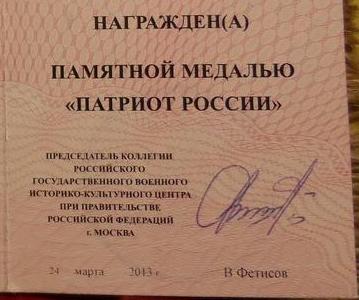 НАГРАЖДЕН(А)
ПАМЯТНОЙ МЕДАЛЬЮ
«ПАТРИОТ РОССИИ»
ПРЕДСЕДАТЕЛЬ КОЛЛЕГИИ
РОССИЙСКОГО
ГОСУДАРСТВЕННОГО ВОЕННОГО
ИСТОРИКО-КУЛЬТУРНОГО ЦЕНТРА
ПРИ ПРАВИТЕЛЬСТВЕ
РОССИЙСКОЙ ФЕДЕРАЦИИ
г. МОСКВА
24 марта 2013 г.
В Фетисов